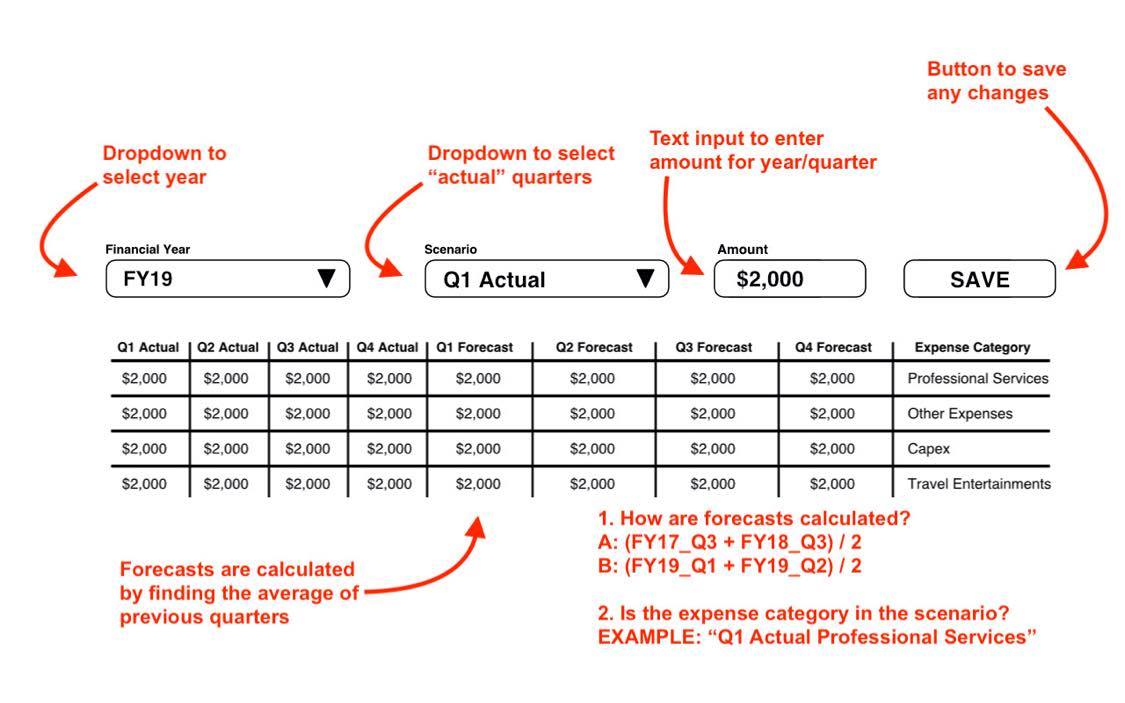 Button to save
any changes
Dropdown to
select year
Dropdown to select
“actual” quarters
Text input to enter
amount for year/quarter
Financial Year
Scenario
Amount
FY19
Q1 Actual
$2,000
SAVE
Q1 Actual Q2 Actual Q3 Actual Q4 Actual Q1 Forecast Q2 Forecast Q3 Forecast Q4 Forecast Expense Category
$2,000 $2,000 $2,000 $2,000 $2,000 $2,000 $2,000 $2,000 Professional Services
$2,000 $2,000 $2,000 $2,000 $2,000 $2,000 $2,000 $2,000 Other Expenses
$2,000 $2,000 $2,000 $2,000 $2,000 $2,000 $2,000 $2,000 Capex
$2,000 $2,000 $2,000 $2,000 $2,000 $2,000 $2,000 $2,000 Travel Entertainments
Forecasts are calculated
by finding the average of
previous quarters
1. How are forecasts calculated?
A: (FY17_Q3 + FY18_Q3) / 2
B: (FY19_Q1 + FY19_Q2) / 2
2. Is the expense category in the scenario?
EXAMPLE: “Q1 Actual Professional Services”